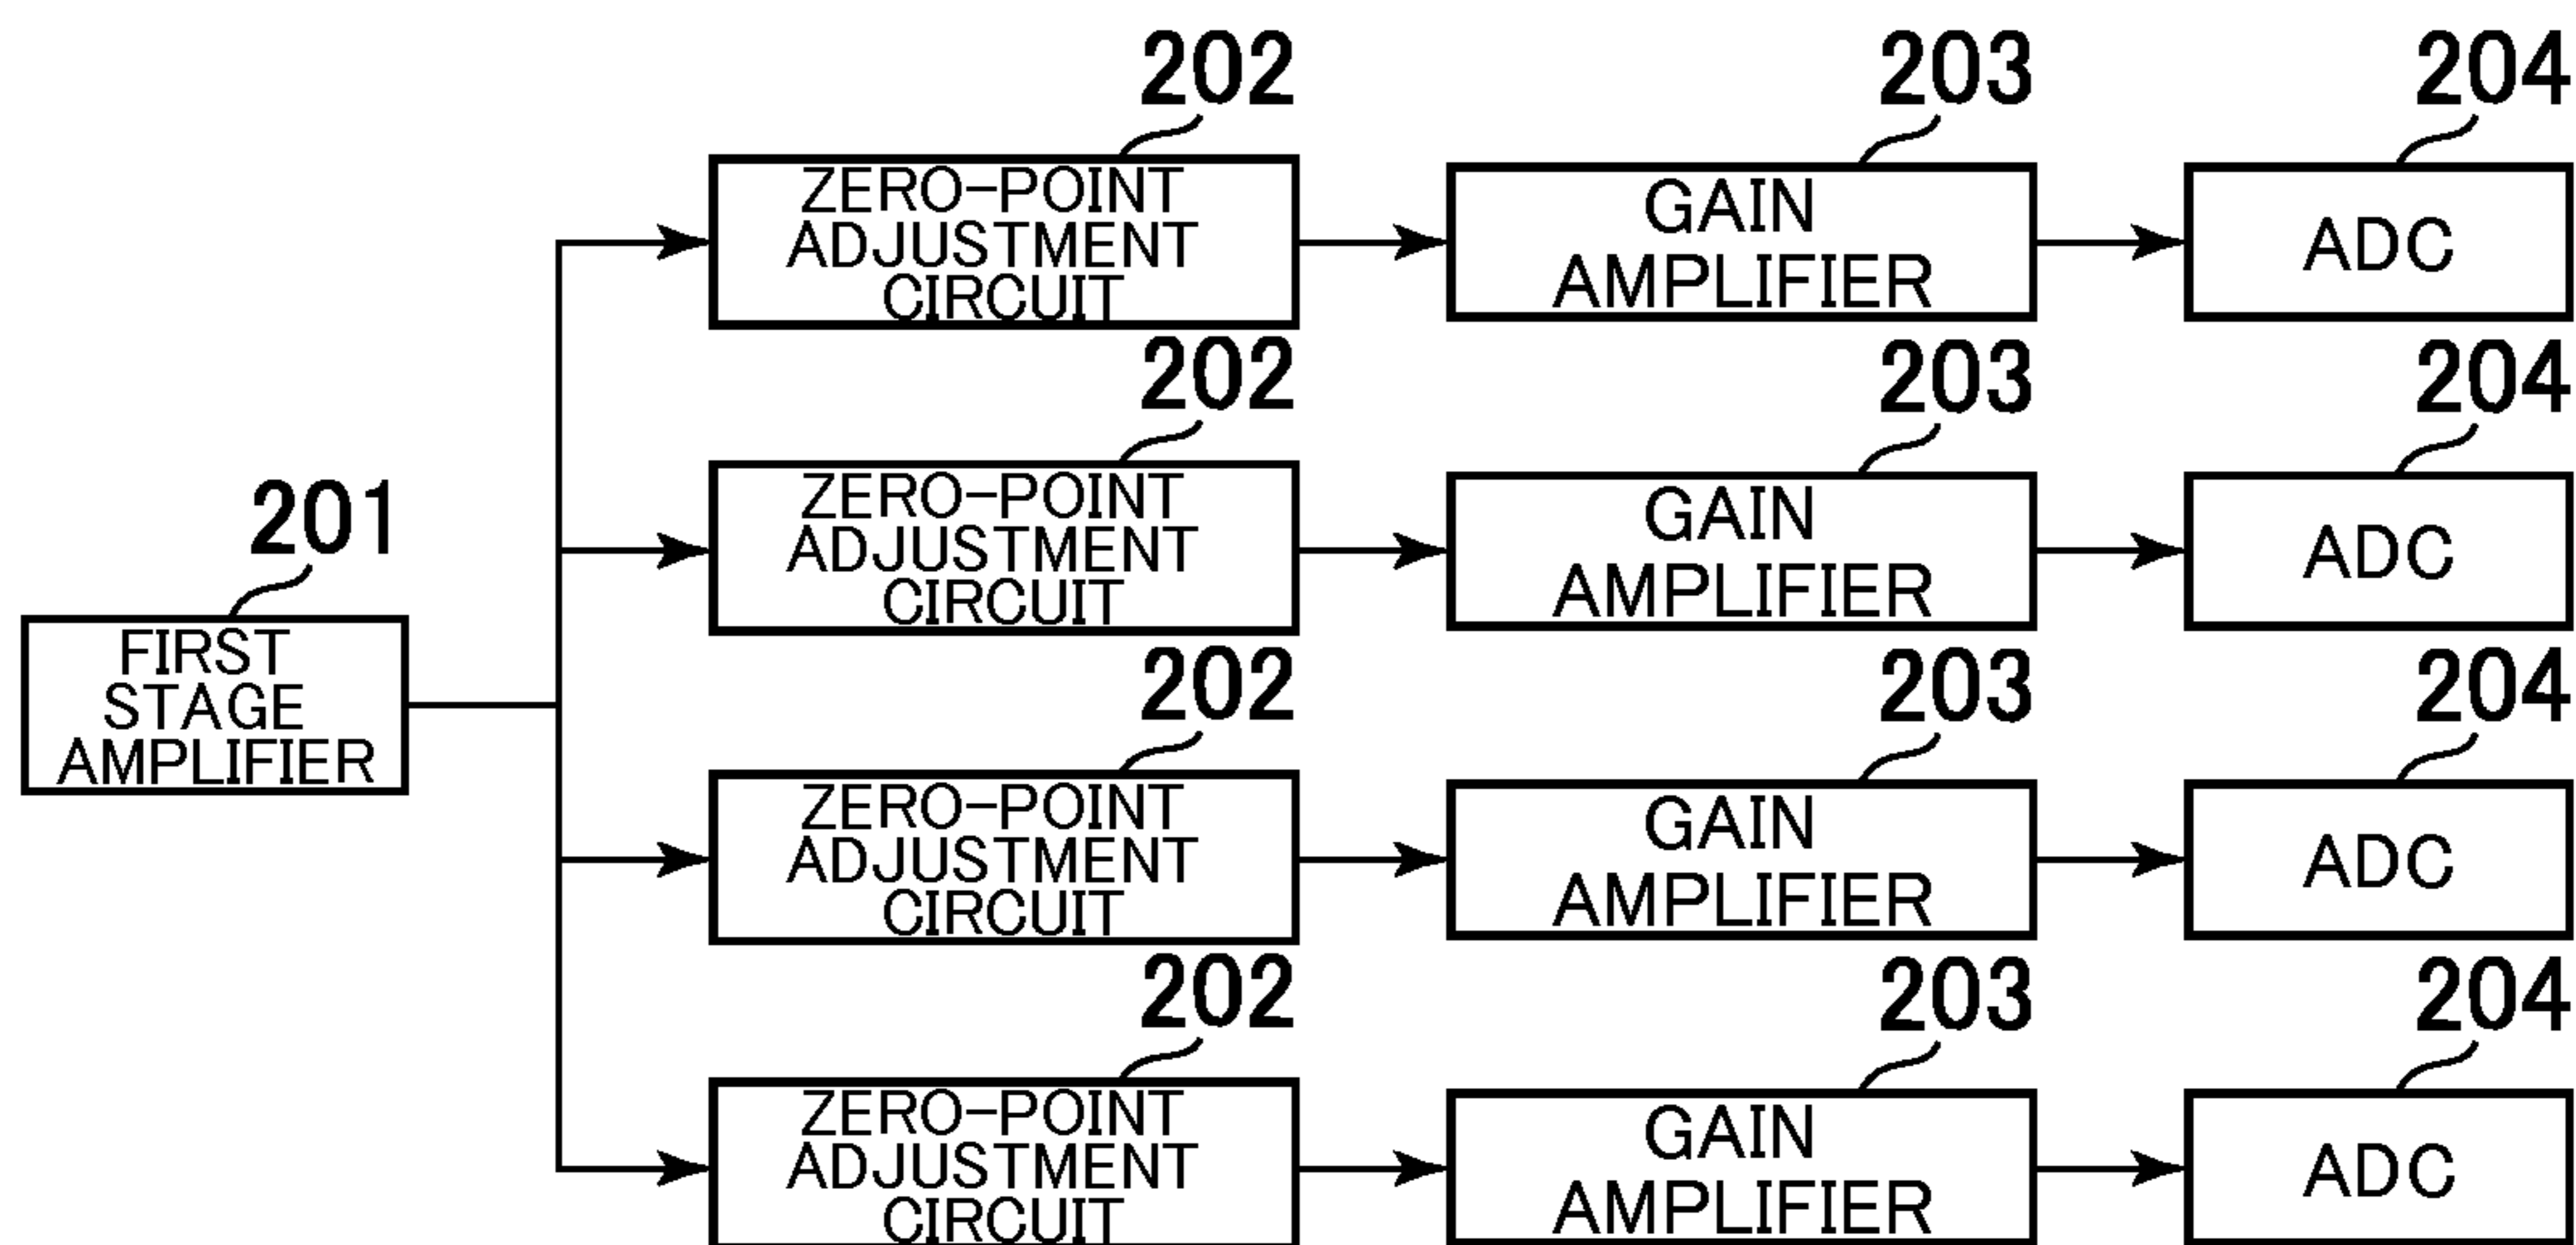 202
203
204
ZERO-POINT
ADJUSTMENT
CIRCUIT
GAIN
AMPLIFIER
ADC
202
203
204
ZERO-POINT
ADJUSTMENT
CIRCUIT
GAIN
AMPLIFIER
ADC
201
FIRST
STAGE
AMPLIFIER
202
203
204
ZERO-POINT
ADJUSTMENT
CIRCUIT
GAIN
AMPLIFIER
ADC
202
203
204
ZERO-POINT
ADJUSTMENT
CIRCUIT
GAIN
AMPLIFIER
ADC